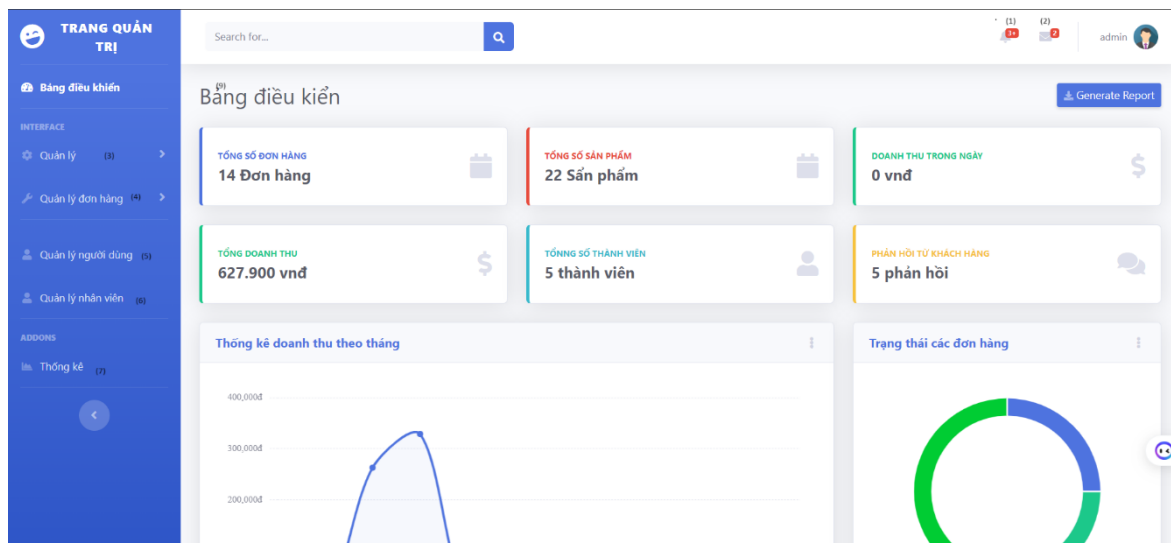 TRANG QUẢN
TRỊ
Search for...
(1)
(2)
3+
2
admin
Bảng điều khiển
(9)
Bảng điều kiển
Generate Report
INTERFACE
Quản lý (3)
Quản lý đơn hàng (4)
Quản lý người dùng (5)
Quản lý nhân viên (6)
ADDONS
Thống kê (7)
TỔNG SỐ ĐƠN HÀNG
14 Đơn hàng
TỔNG SỐ SẢN PHẨM
22 Sản phẩm
DOANH THU TRONG NGÀY
0 vnđ
TỔNG DOANH THU
627.900 vnđ
TỔNNG SỐ THÀNH VIÊN
5 thành viên
PHẢN HỒI TỪ KHÁCH HÀNG
5 phản hồi
Thống kê doanh thu theo tháng
400,000đ
300,000đ
200,000đ
Trạng thái các đơn hàng